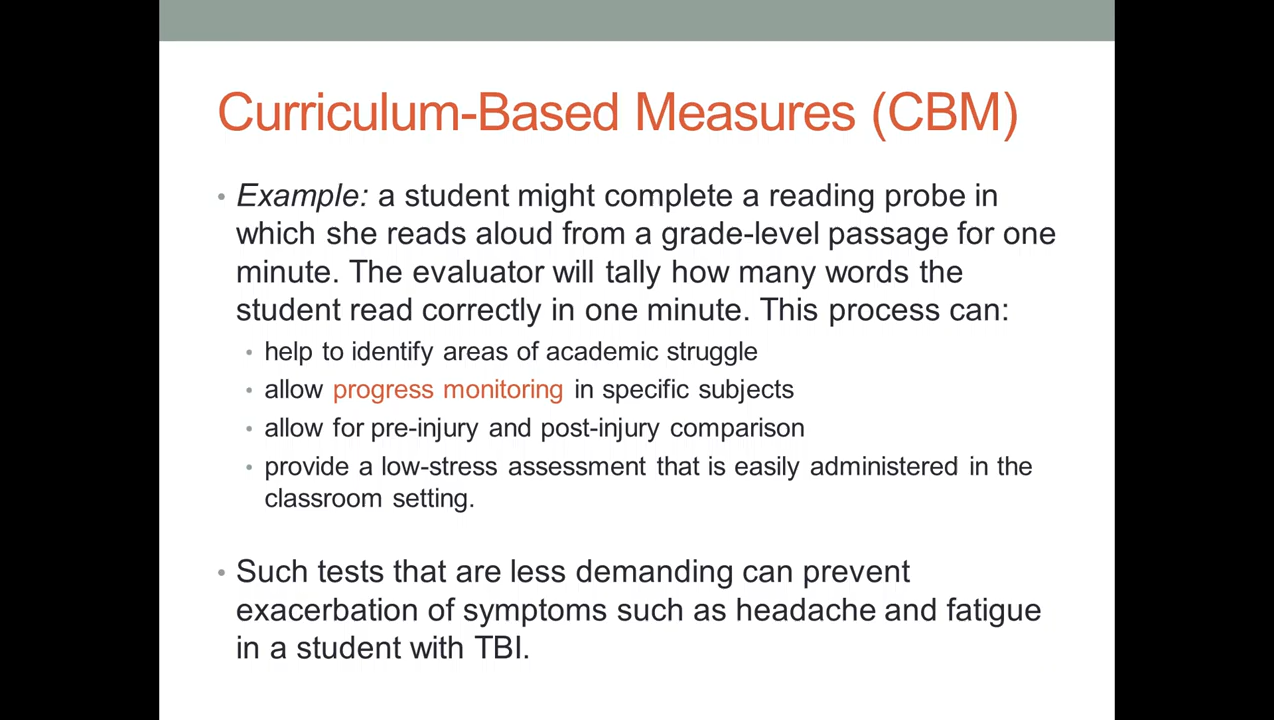 Curriculum-Based Measures (CBM)
• Example: a student might complete a reading probe in
which she reads aloud from a grade-level passage for one
minute. The evaluator will tally how many words the
student read correctly in one minute. This process can:
• help to identify areas of academic struggle
• allow progress monitoring in specific subjects
• allow for pre-injury and post-injury comparison
• provide a low-stress assessment that is easily administered in the
classroom setting.
• Such tests that are less demanding can prevent
exacerbation of symptoms such as headache and fatigue
in a student with TBI.